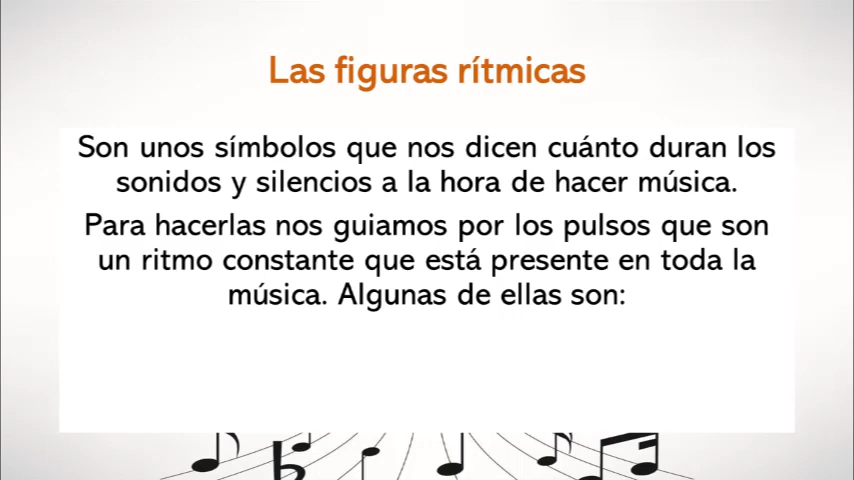 Las figuras rítmicas
Son unos símbolos que nos dicen cuánto duran los
sonidos y silencios a la hora de hacer música.
Para hacerlas nos guiamos por los pulsos que son
un ritmo constante que está presente en toda la
música. Algunas de ellas son: